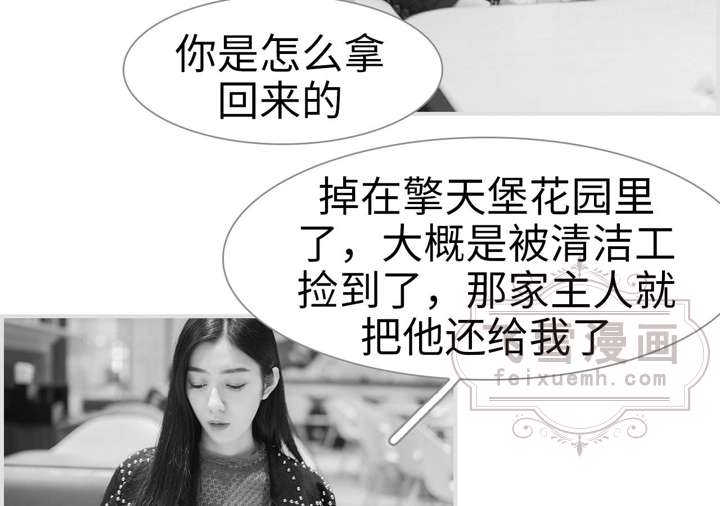 你是怎么拿
回来的
掉在擎天堡花园里
了，大概是被清洁工
捡到了，那家主人就
把他还给我了
飞雪漫画
feixuemh.com